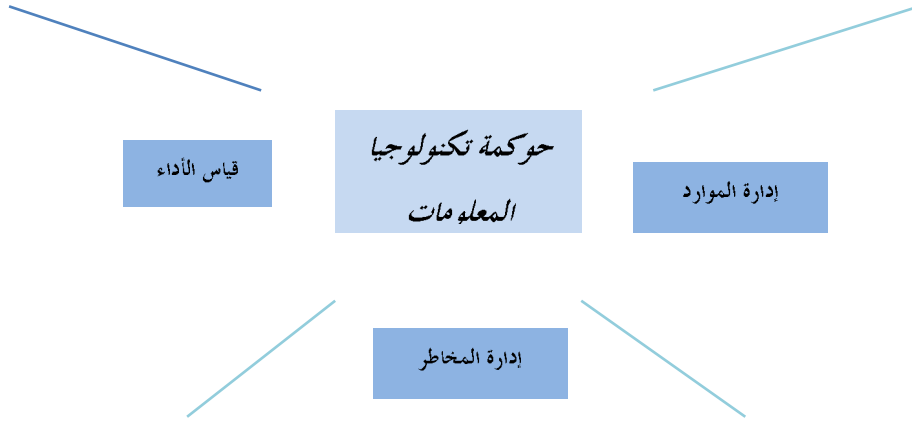 حوكمة تكنولوجيا
المعلومات
قياس الأداء
إدارة الموارد
إدارة المخاطر